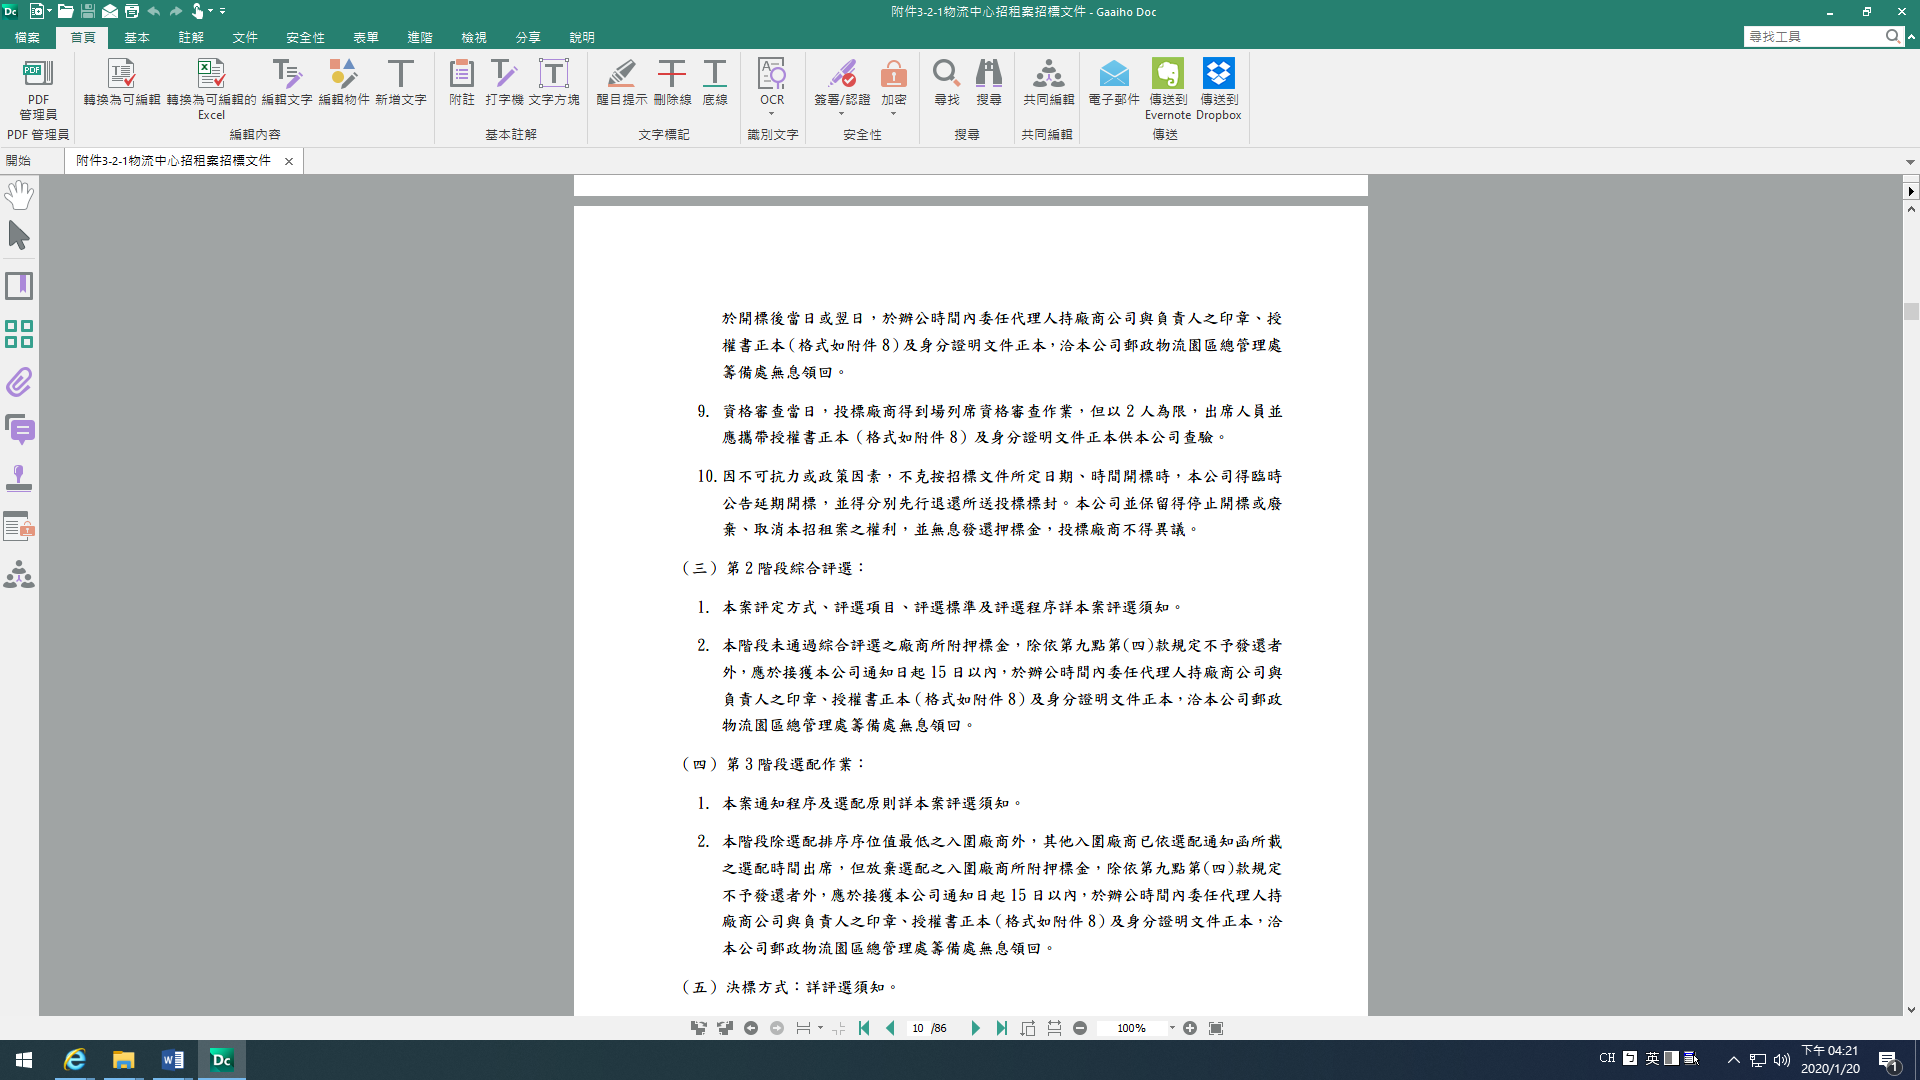 附件3-2-1物流中心招租案招標文件 - Gaaiho Doc
檔案 首頁 基本 註解 文件 安全性 表單 進階 檢視 分享 說明
尋找工具
PDF 管理員
轉換為可編輯 轉換為可編輯的 Excel 編輯文字 編輯物件 新增文字
附註 打字機 文字方塊
醒目提示 刪除線 底線
OCR
簽署/認證 加密
尋找 搜尋
共同編輯
電子郵件 傳送到 Evernote 傳送到 Dropbox
PDF 管理員 編輯內容 基本註解 文字標記 識別文字 安全性 搜尋 共同編輯 傳送
開始 附件3-2-1物流中心招租案招標文件
於開標後當日或翌日，於辦公時間內委任代理人持廠商公司與負責人之印章、授
權書正本（格式如附件 8）及身分證明文件正本，洽本公司郵政物流園區總管理處
籌備處無息領回。
9. 資格審查當日，投標廠商得到場列席資格審查作業，但以 2 人為限，出席人員並
應攜帶授權書正本（格式如附件 8）及身分證明文件正本供本公司查驗。
10. 因不可抗力或政策因素，不克按招標文件所定日期、時間開標時，本公司得臨時
公告延期開標，並得分別先行退還所送投標標封。本公司並保留得停止開標或廢
棄、取消本招租案之權利，並無息發還押標金，投標廠商不得異議。
（三）第 2 階段綜合評選：
1. 本案評定方式、評選項目、評選標準及評選程序詳本案評選須知。
2. 本階段未通過綜合評選之廠商所附押標金，除依第九點第(四)款規定不予發還者
外，應於接獲本公司通知日起 15 日以內，於辦公時間內委任代理人持廠商公司與
負責人之印章、授權書正本（格式如附件 8）及身分證明文件正本，洽本公司郵政
物流園區總管理處籌備處無息領回。
（四）第 3 階段選配作業：
1. 本案通知程序及選配原則詳本案評選須知。
2. 本階段除選配排序序位值最低之入圍廠商外，其他入圍廠商已依選配通知函所載
之選配時間出席，但放棄選配之入圍廠商所附押標金，除依第九點第(四)款規定
不予發還者外，應於接獲本公司通知日起 15 日以內，於辦公時間內委任代理人持
廠商公司與負責人之印章、授權書正本（格式如附件 8）及身分證明文件正本，洽
本公司郵政物流園區總管理處籌備處無息領回。
（五）決標方式：詳評選須知。
10 /86 100%
CH 英
下午 04:21
2020/1/20
1